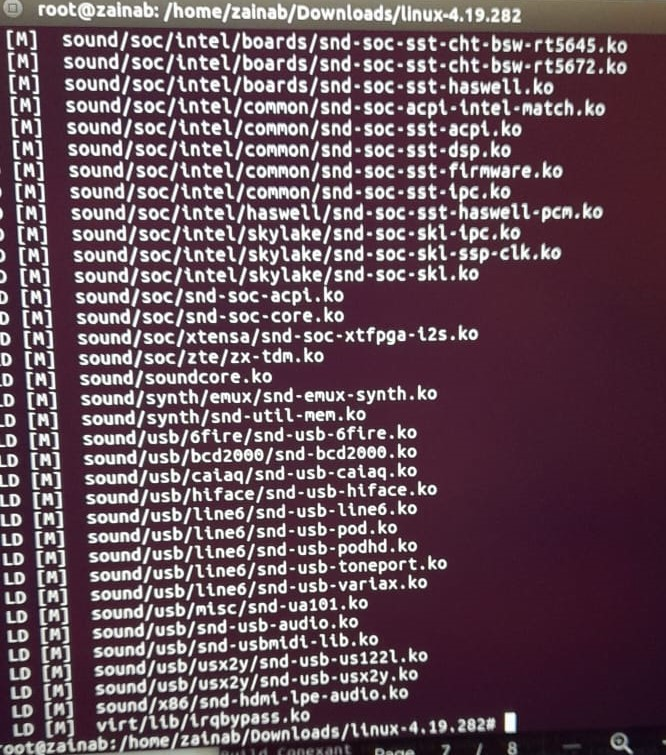 root@zainab: /home/zainab/Downloads/linux-4.19.282
[M] sound/soc/intel/boards/snd-soc-sst-cht-bsw-rt5645.ko
[M] sound/soc/intel/boards/snd-soc-sst-cht-bsw-rt5672.ko
[M] sound/soc/intel/boards/snd-soc-sst-haswell.ko
[M] sound/soc/intel/common/snd-soc-acpi-intel-match.ko
[M] sound/soc/intel/common/snd-soc-sst-acpi.ko
[M] sound/soc/intel/common/snd-soc-sst-dsp.ko
[M] sound/soc/intel/common/snd-soc-sst-firmware.ko
[M] sound/soc/intel/common/snd-soc-sst-ipc.ko
[M] sound/soc/intel/haswell/snd-soc-sst-haswell-pcm.ko
D [M] sound/soc/intel/skylake/snd-soc-skl-ipc.ko
D [M] sound/soc/intel/skylake/snd-soc-skl-ssp-clk.ko
D [M] sound/soc/intel/skylake/snd-soc-skl.ko
D [M] sound/soc/snd-soc-acpi.ko
D [M] sound/soc/snd-soc-core.ko
D [M] sound/soc/xtensa/snd-soc-xtfpga-i2s.ko
D [M] sound/soc/zte/zx-tdm.ko
LD [M] sound/soundcore.ko
LD [M] sound/synth/emux/snd-emux-synth.ko
LD [M] sound/synth/snd-util-mem.ko
LD [M] sound/usb/6fire/snd-usb-6fire.ko
LD [M] sound/usb/bcd2000/snd-bcd2000.ko
LD [M] sound/usb/caiaq/snd-usb-caiaq.ko
LD [M] sound/usb/hiface/snd-usb-hiface.ko
LD [M] sound/usb/line6/snd-usb-line6.ko
LD [M] sound/usb/line6/snd-usb-pod.ko
LD [M] sound/usb/line6/snd-usb-podhd.ko
LD [M] sound/usb/line6/snd-usb-toneport.ko
LD [M] sound/usb/line6/snd-usb-variax.ko
LD [M] sound/usb/misc/snd-ua101.ko
LD [M] sound/usb/snd-usb-audio.ko
LD [M] sound/usb/snd-usbmidi-lib.ko
LD [M] sound/usb/usx2y/snd-usb-us122l.ko
LD [M] sound/usb/usx2y/snd-usb-usx2y.ko
LD [M] sound/x86/snd-hdmi-lpe-audio.ko
LD [M] virt/lib/irqbypass.ko
root@zainab:/home/zainab/Downloads/linux-4.19.282#
Page 7 / 8